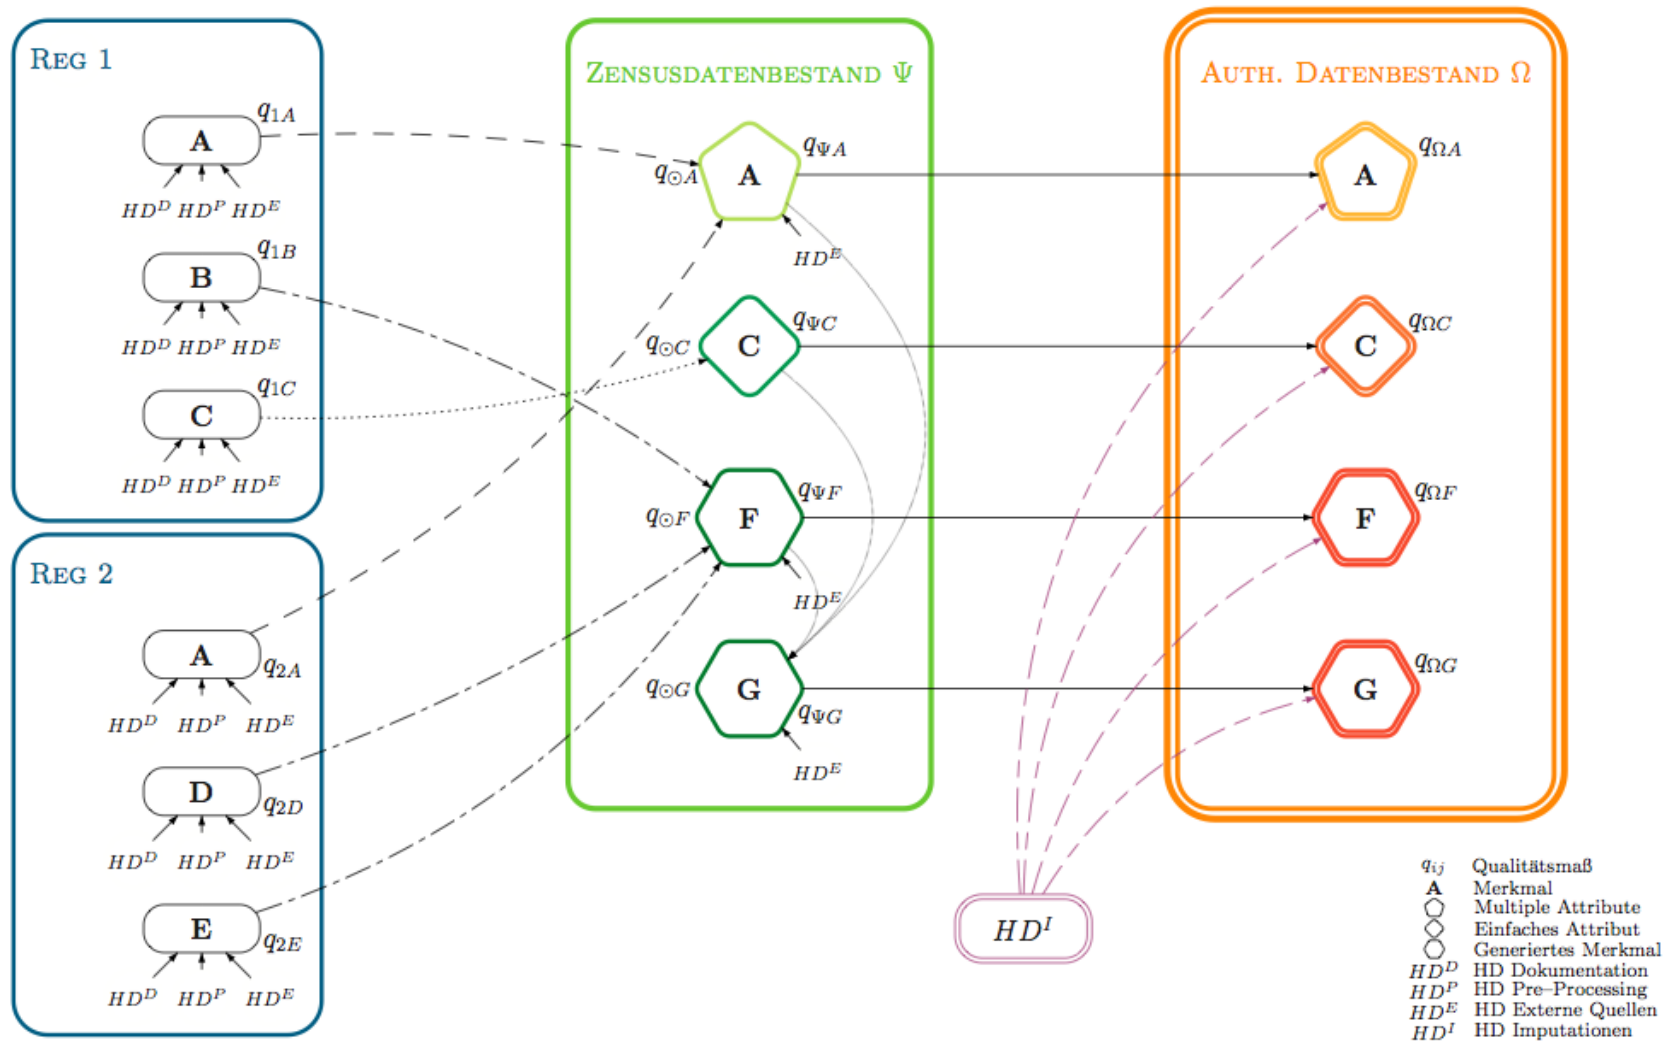 REG 1
A
q1A
HD^D HD^P HD^E
B
q1B
HD^D HD^P HD^E
C
q1C
HD^D HD^P HD^E
REG 2
A
q2A
HD^D HD^P HD^E
D
q2D
HD^D HD^P HD^E
E
q2E
HD^D HD^P HD^E
ZENSUSDATENBESTAND Ψ
q⊙A
A
qΨA
HD^E
q⊙C
C
qΨC
q⊙F
F
qΨF
HD^E
q⊙G
G
qΨG
HD^E
HD^I
AUTH. DATENBESTAND Ω
A
qΩA
C
qΩC
F
qΩF
G
qΩG
qij Qualitätsmaß
A Merkmal
Multiple Attribute
Einfaches Attribut
Generiertes Merkmal
HD^D HD Dokumentation
HD^P HD Pre–Processing
HD^E HD Externe Quellen
HD^I HD Imputationen